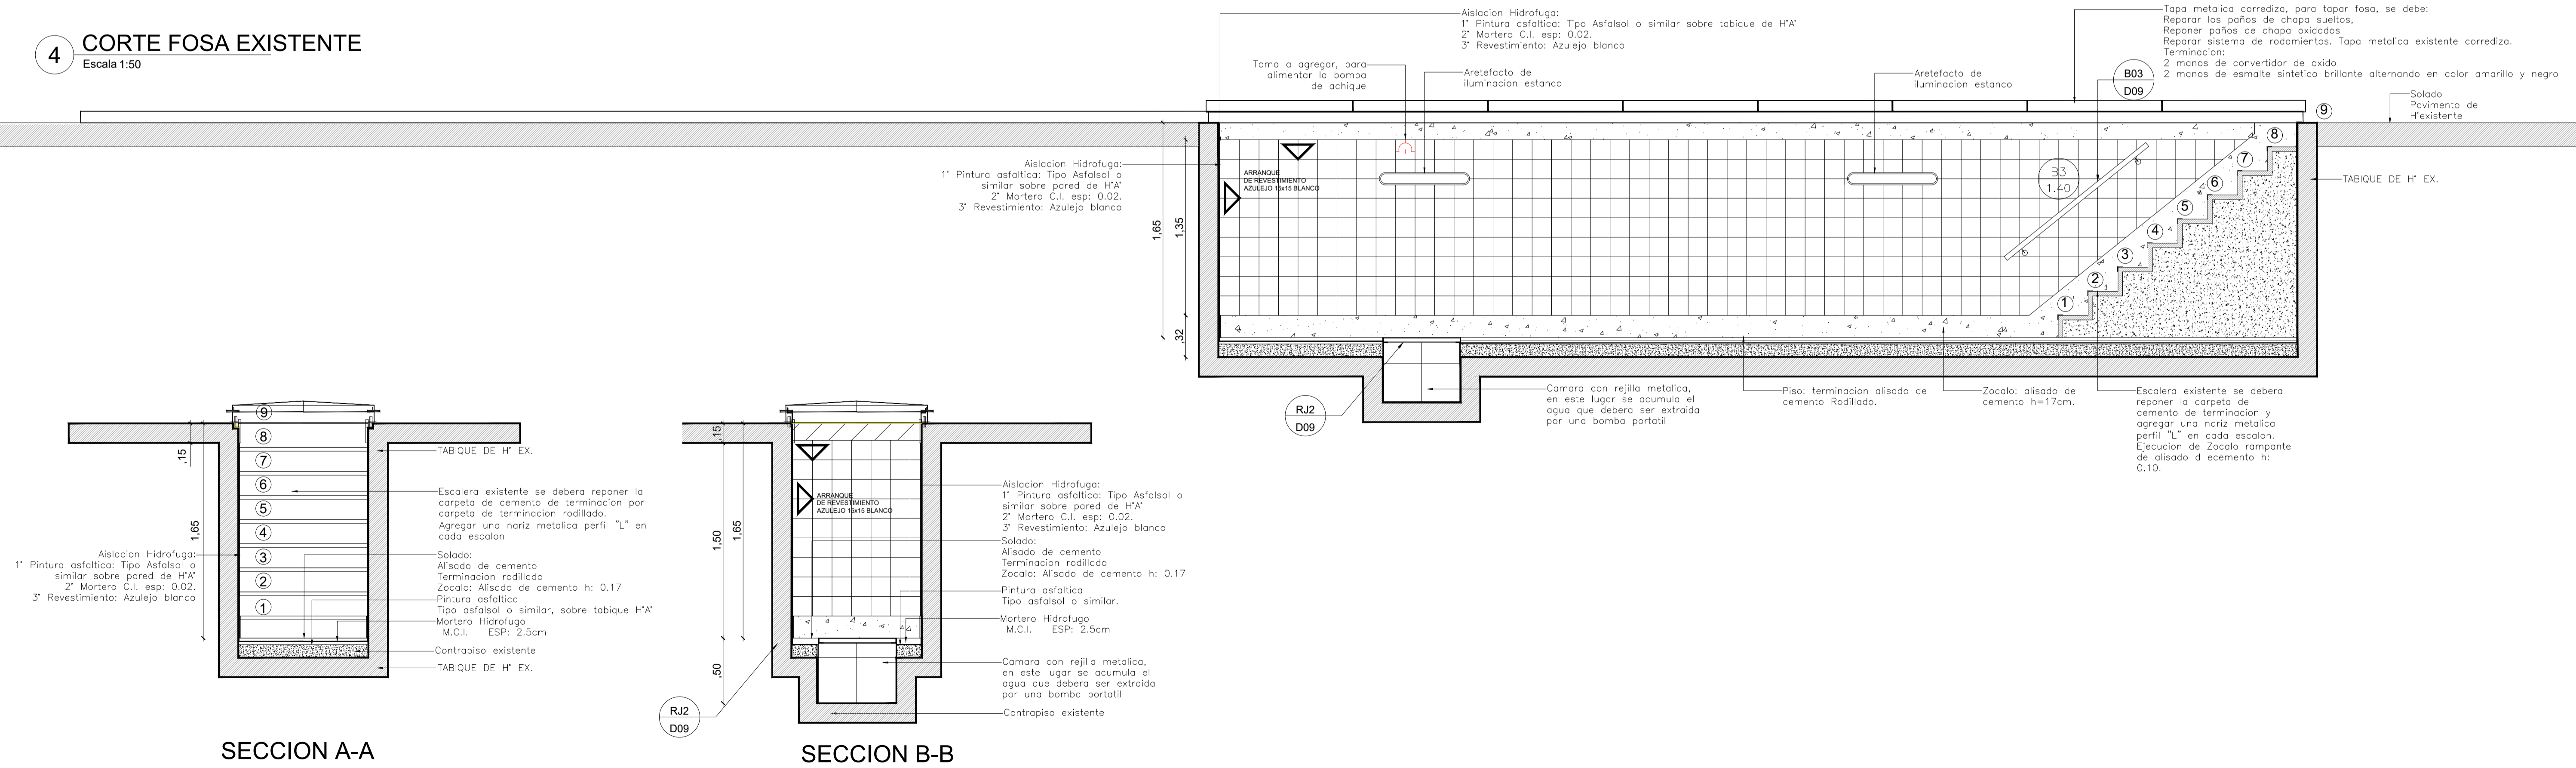 4
CORTE FOSA EXISTENTE
Escala 1:50
Aislacion Hidrofuga:
1° Pintura asfaltica: Tipo Asfalsol o similar sobre tabique de H°A°
2° Mortero C.I. esp: 0.02.
3° Revestimiento: Azulejo blanco
Toma a agregar, para
alimentar la bomba
de achique
Aretefacto de
iluminacion estanco
Aretefacto de
iluminacion estanco
B03
D09
Tapa metalica corrediza, para tapar fosa, se debe:
Reparar los paños de chapa sueltos,
Reponer paños de chapa oxidados
Reparar sistema de rodamientos. Tapa metalica existente corrediza.
Terminacion:
2 manos de convertidor de oxido
2 manos de esmalte sintetico brillante alternando en color amarillo y negro
Solado
Pavimento de
H°existente
9
8
7
6
5
4
3
2
1
Aislacion Hidrofuga:
1° Pintura asfaltica: Tipo Asfalsol o
similar sobre pared de H°A°
2° Mortero C.I. esp: 0.02.
3° Revestimiento: Azulejo blanco
ARRANQUE
DE REVESTIMIENTO
AZULEJO 15x15 BLANCO
B3
1.40
TABIQUE DE H° EX.
1,65
1,35
,32
RJ2
D09
Camara con rejilla metalica,
en este lugar se acumula el
agua que debera ser extraida
por una bomba portatil
Piso: terminacion alisado de
cemento Rodillado.
Zocalo: alisado de
cemento h=17cm.
Escalera existente se debera
reponer la carpeta de
cemento de terminacion y
agregar una nariz metalica
perfil "L" en cada escalon.
Ejecucion de Zocalo rampante
de alisado d ecemento h:
0.10.
9
8
7
6
5
4
3
2
1
,15
1,65
TABIQUE DE H° EX.
Escalera existente se debera reponer la
carpeta de cemento de terminacion por
carpeta de terminacion rodillado.
Agregar una nariz metalica perfil "L" en
cada escalon
Aislacion Hidrofuga:
1° Pintura asfaltica: Tipo Asfalsol o
similar sobre pared de H°A°
2° Mortero C.I. esp: 0.02.
3° Revestimiento: Azulejo blanco
Solado:
Alisado de cemento
Terminacion rodillado
Zocalo: Alisado de cemento h: 0.17
Pintura asfaltica
Tipo asfalsol o similar, sobre tabique H°A°
Mortero Hidrofugo
M.C.I. ESP: 2.5cm
Contrapiso existente
TABIQUE DE H° EX.
SECCION A-A
,15
1,50
1,65
,50
ARRANQUE
DE REVESTIMIENTO
AZULEJO 15x15 BLANCO
Aislacion Hidrofuga:
1° Pintura asfaltica: Tipo Asfalsol o
similar sobre pared de H°A°
2° Mortero C.I. esp: 0.02.
3° Revestimiento: Azulejo blanco
Solado:
Alisado de cemento
Terminacion rodillado
Zocalo: Alisado de cemento h: 0.17
Pintura asfaltica
Tipo asfalsol o similar.
Mortero Hidrofugo
M.C.I. ESP: 2.5cm
Camara con rejilla metalica,
en este lugar se acumula el
agua que debera ser extraida
por una bomba portatil
Contrapiso existente
RJ2
D09
SECCION B-B